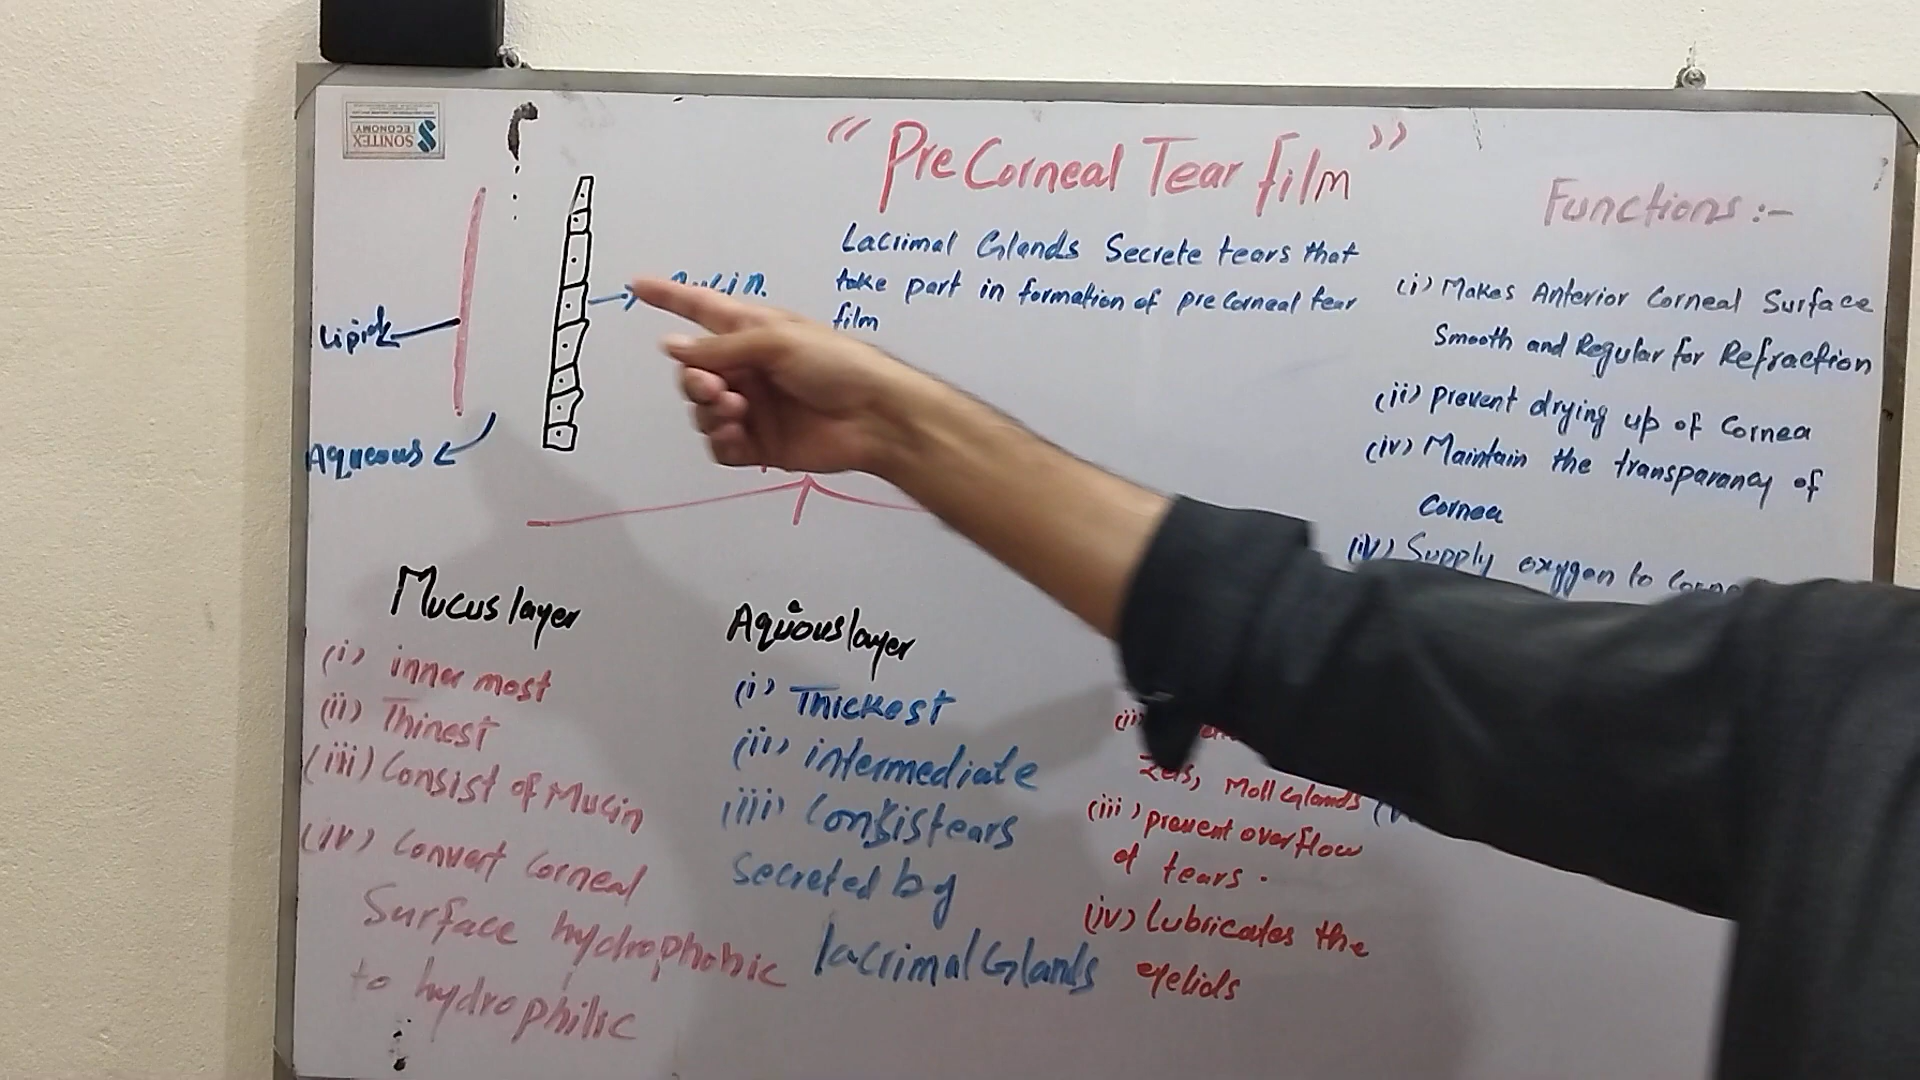 SONITEX
ECONOMY
"Pre Corneal Tear film"
Lacrimal Glands Secrete tears that
take part in formation of pre Corneal tear
film
Lipid
Aqueous
Functions:-
(i) Makes Anterior Corneal Surface
Smooth and Regular for Refraction
(ii) prevent drying up of Cornea
(iv) Maintain the transparancy of
Cornea
(iv) Supply oxygen to
Mucus layer
(i) inner most
(ii) Thinest
(iii) Consist of Mucin
(iv) Convert Corneal
Surface hydrophobic
to hydrophilic
Aquous layer
(i) Thickest
(ii) intermediate
(iii)
Secreted by
lacrimal Glands
(ii)
Zeis, Moll Glands
(iii) prevent overflow
of tears.
(iv) Lubricates the
eyelids